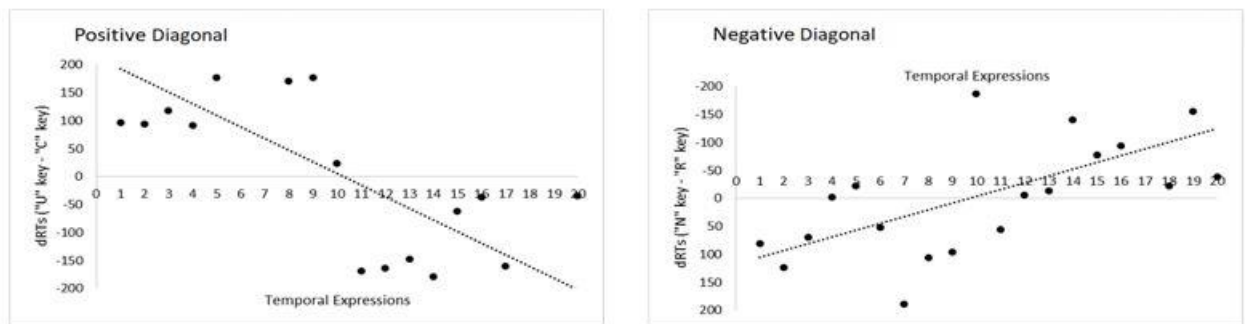 Positive Diagonal
200
150
100
50
0
-50
-100
-150
-200
0 1 2 3 4 5 6 7 8 9 10 11 12 13 14 15 16 17 18 19 20
dRTs ("U" key - "C" key)
Temporal Expressions
Negative Diagonal
Temporal Expressions
-200
-150
-100
-50
0
50
100
150
200
0 1 2 3 4 5 6 7 8 9 10 11 12 13 14 15 16 17 18 19 20
dRTs ("N" key - "R" key)